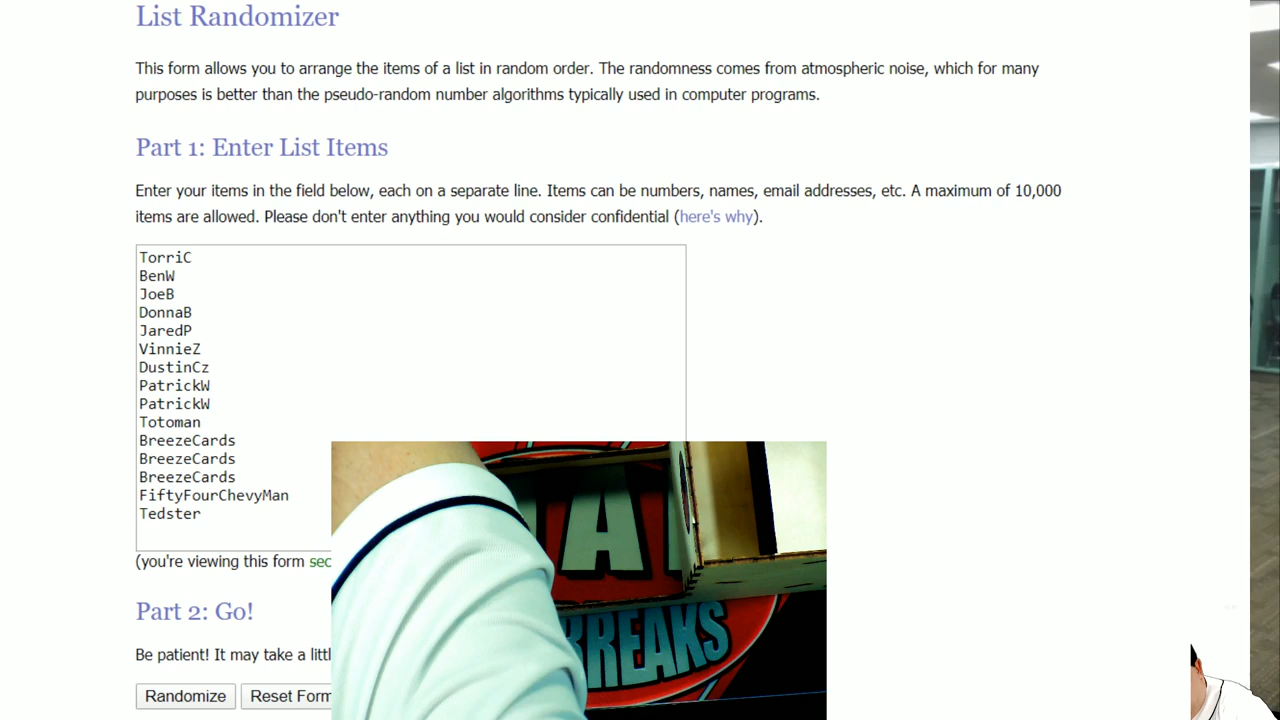 List Randomizer
This form allows you to arrange the items of a list in random order. The randomness comes from atmospheric noise, which for many
purposes is better than the pseudo-random number algorithms typically used in computer programs.
Part 1: Enter List Items
Enter your items in the field below, each on a separate line. Items can be numbers, names, email addresses, etc. A maximum of 10,000
items are allowed. Please don't enter anything you would consider confidential (here's why).
TorriC
BenW
JoeB
DonnaB
JaredP
VinnieZ
DustinCz
PatrickW
PatrickW
Totoman
BreezeCards
BreezeCards
BreezeCards
FiftyFourChevyMan
Tedster
(you're viewing this form sec
Part 2: Go!
Be patient! It may take a littl
Randomize Reset Form
TA
BREAKS